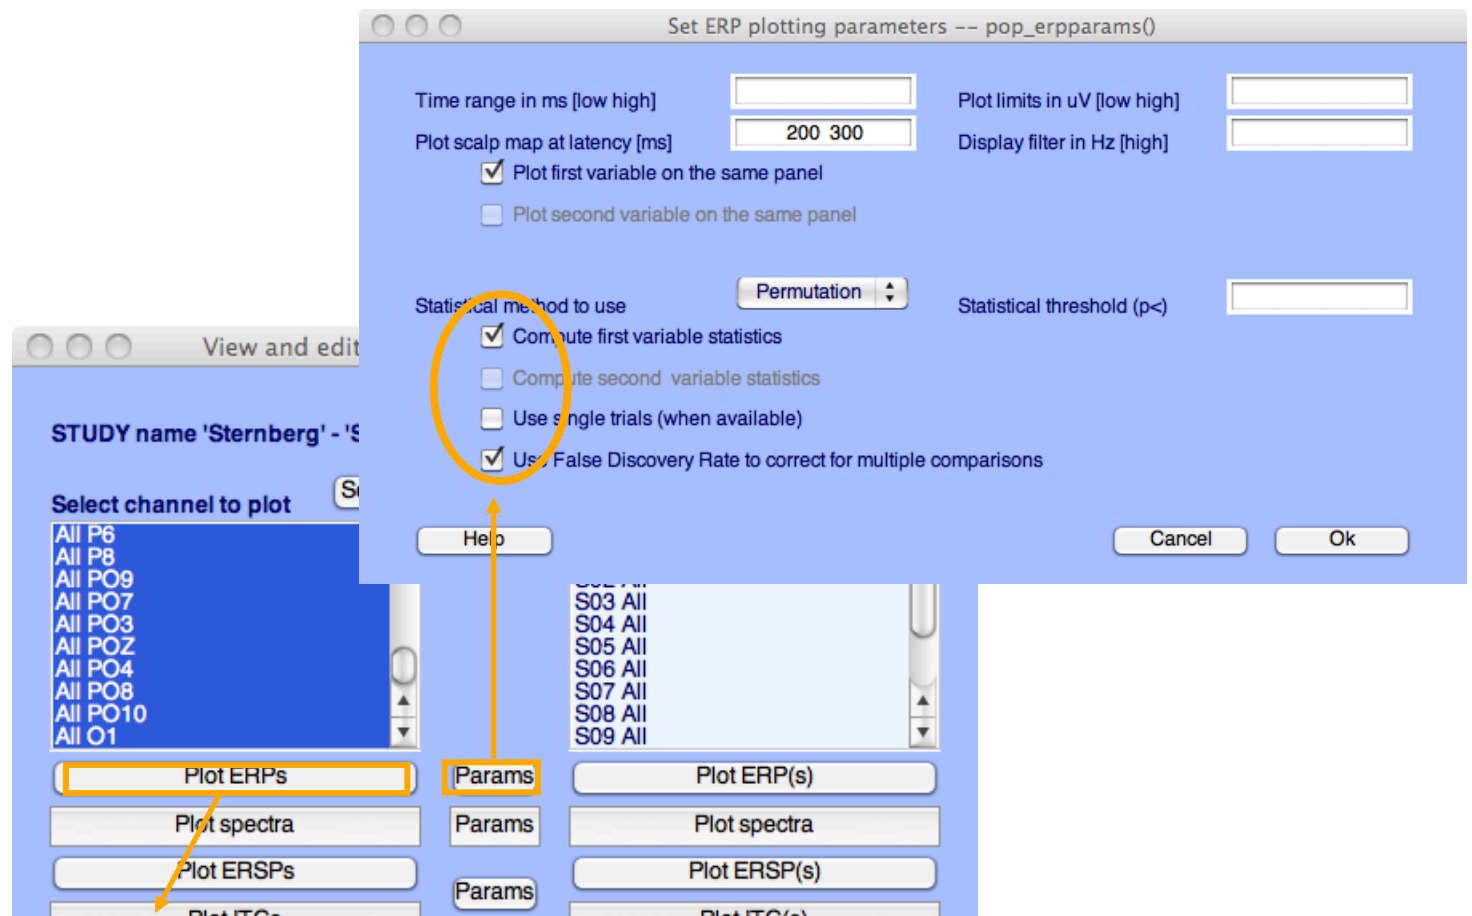 Set ERP plotting parameters -- pop_erpparams()
Time range in ms [low high]
Plot limits in uV [low high]
Plot scalp map at latency [ms]
200 300
Display filter in Hz [high]
Plot first variable on the same panel
Plot second variable on the same panel
Statistical method to use
Permutation
Statistical threshold (p<)
Compute first variable statistics
Compute second variable statistics
Use single trials (when available)
Use False Discovery Rate to correct for multiple comparisons
Help
Cancel
Ok
View and edit
STUDY name 'Sternberg' - 'S
Select channel to plot
All P6
All P8
All PO9
All PO7
All PO3
All POZ
All PO4
All PO8
All PO10
All O1
S02 All
S03 All
S04 All
S05 All
S06 All
S07 All
S08 All
S09 All
Plot ERPs
Params
Plot ERP(s)
Plot spectra
Params
Plot spectra
Plot ERSPs
Params
Plot ERSP(s)
Plot ITCs
Plot ITC(s)